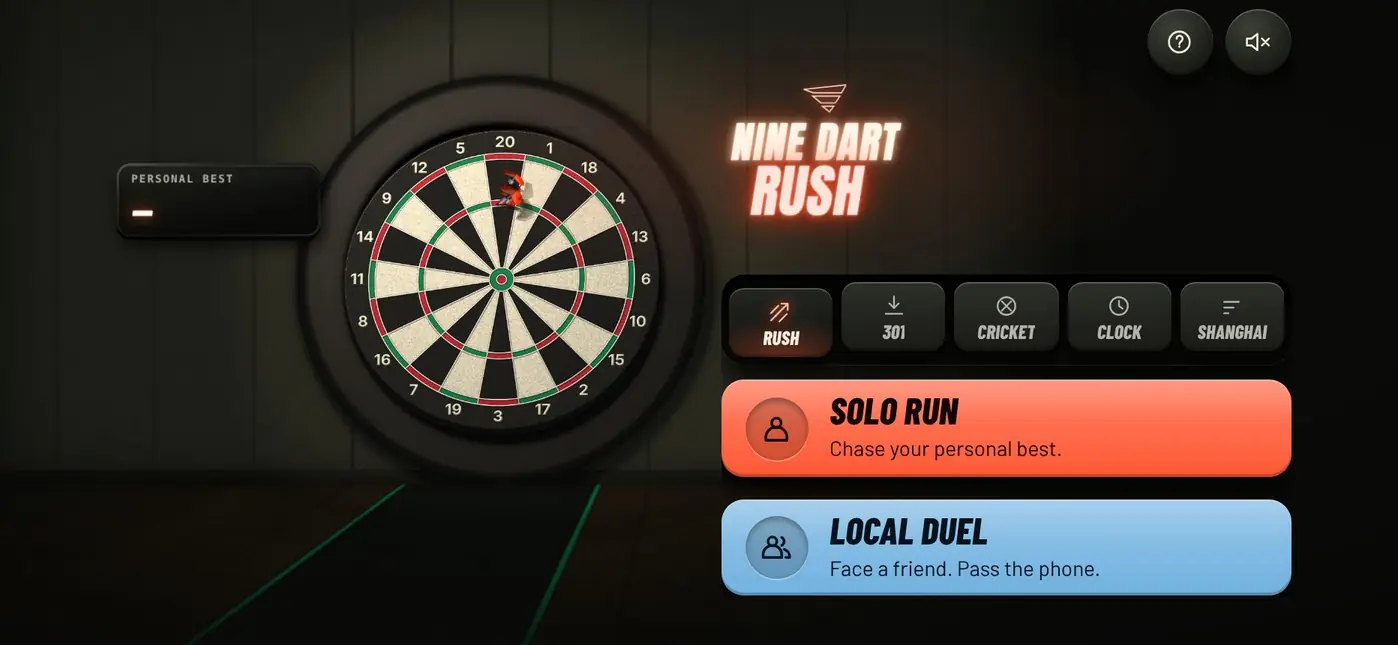 PERSONAL BEST
NINE DART
RUSH
RUSH
301
CRICKET
CLOCK
SHANGHAI
SOLO RUN
Chase your personal best.
LOCAL DUEL
Face a friend. Pass the phone.
20
1
18
4
13
6
10
15
2
17
3
19
7
16
8
11
14
9
12
5